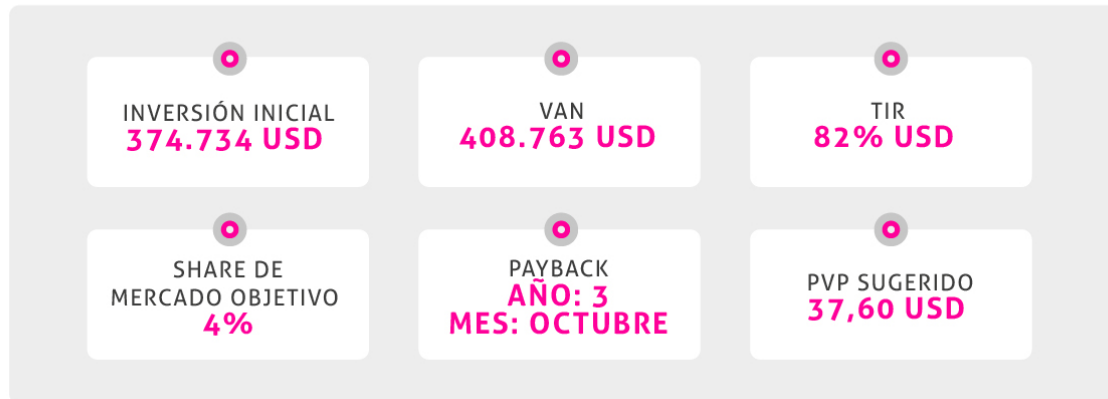 INVERSIÓN INICIAL
374.734 USD
VAN
408.763 USD
TIR
82% USD
SHARE DE
MERCADO OBJETIVO
4%
PAYBACK
AÑO: 3
MES: OCTUBRE
PVP SUGERIDO
37,60 USD